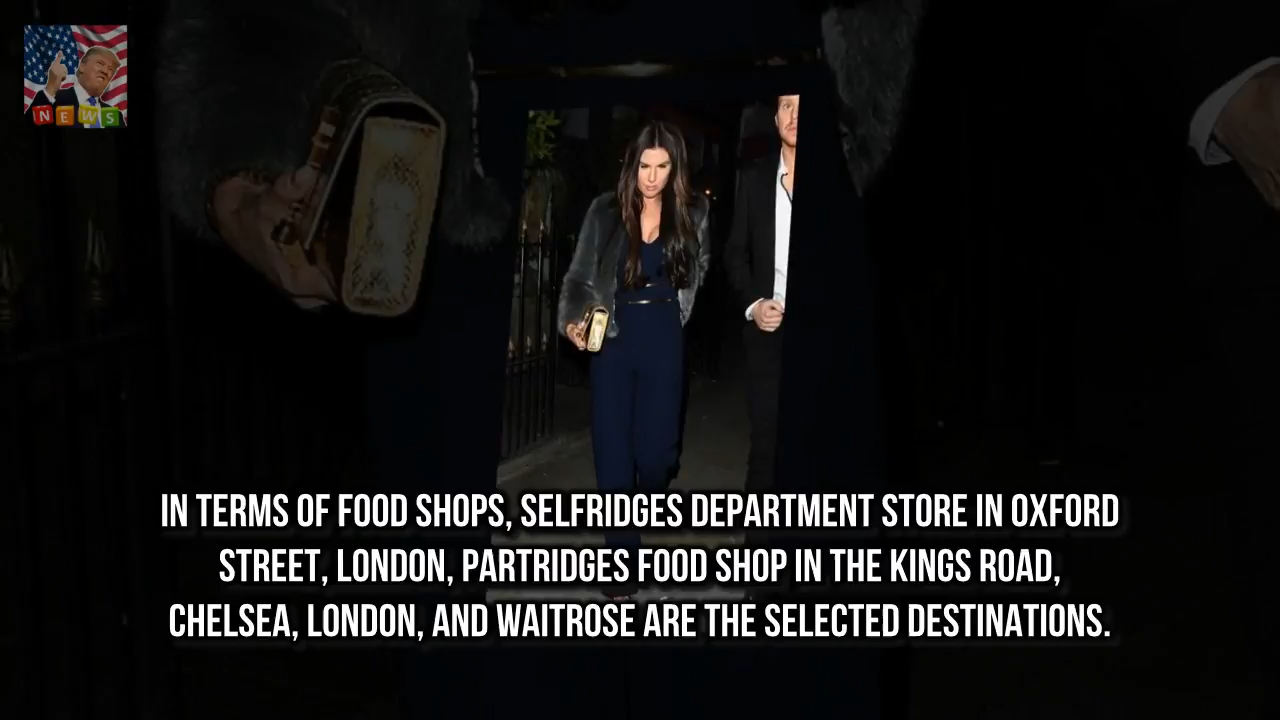 NEWS
IN TERMS OF FOOD SHOPS, SELFRIDGES DEPARTMENT STORE IN OXFORD
STREET, LONDON, PARTRIDGES FOOD SHOP IN THE KINGS ROAD,
CHELSEA, LONDON, AND WAITROSE ARE THE SELECTED DESTINATIONS.